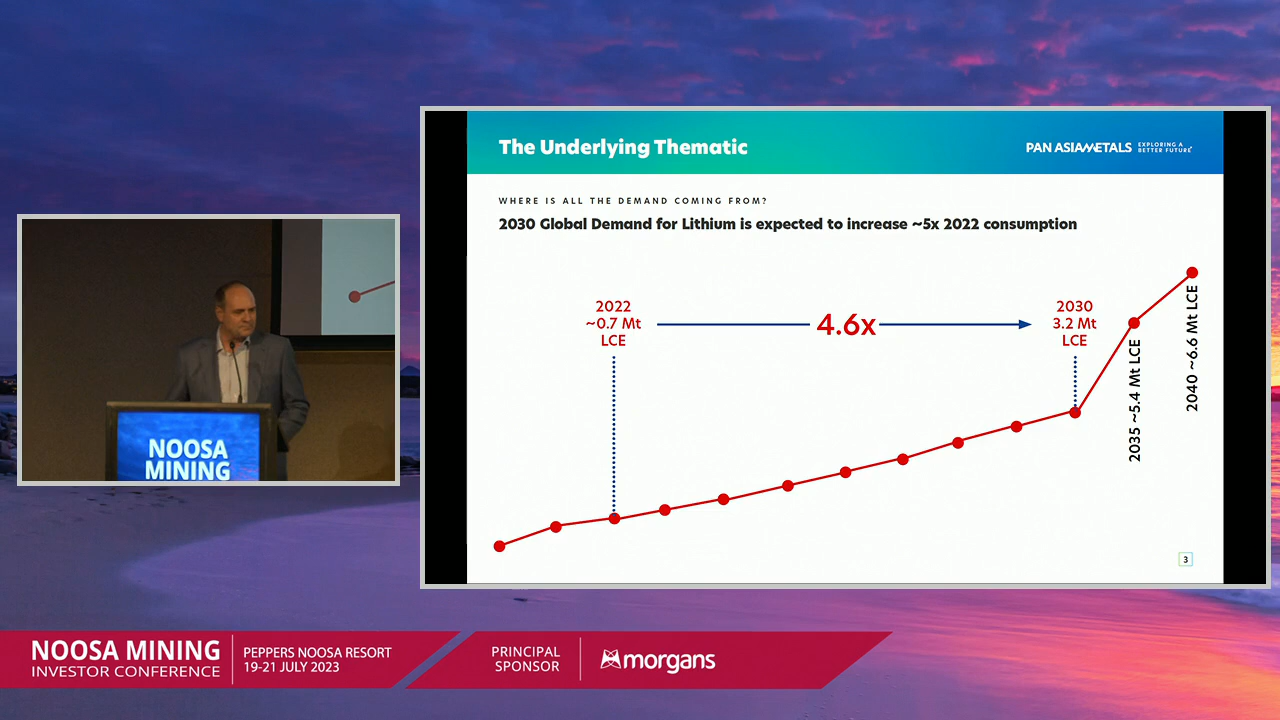 The Underlying Thematic
PAN ASIAMETALS
EXPLORING A
BETTER FUTURE
WHERE IS ALL THE DEMAND COMING FROM?
2030 Global Demand for Lithium is expected to increase ~5x 2022 consumption
2022
~0.7 Mt
LCE
4.6x
2030
3.2 Mt
LCE
2035 ~5.4 Mt LCE
2040 ~6.6 Mt LCE
3
NOOSA
MINING
NOOSA MINING
INVESTOR CONFERENCE
PEPPERS NOOSA RESORT
19-21 JULY 2023
PRINCIPAL
SPONSOR
morgans